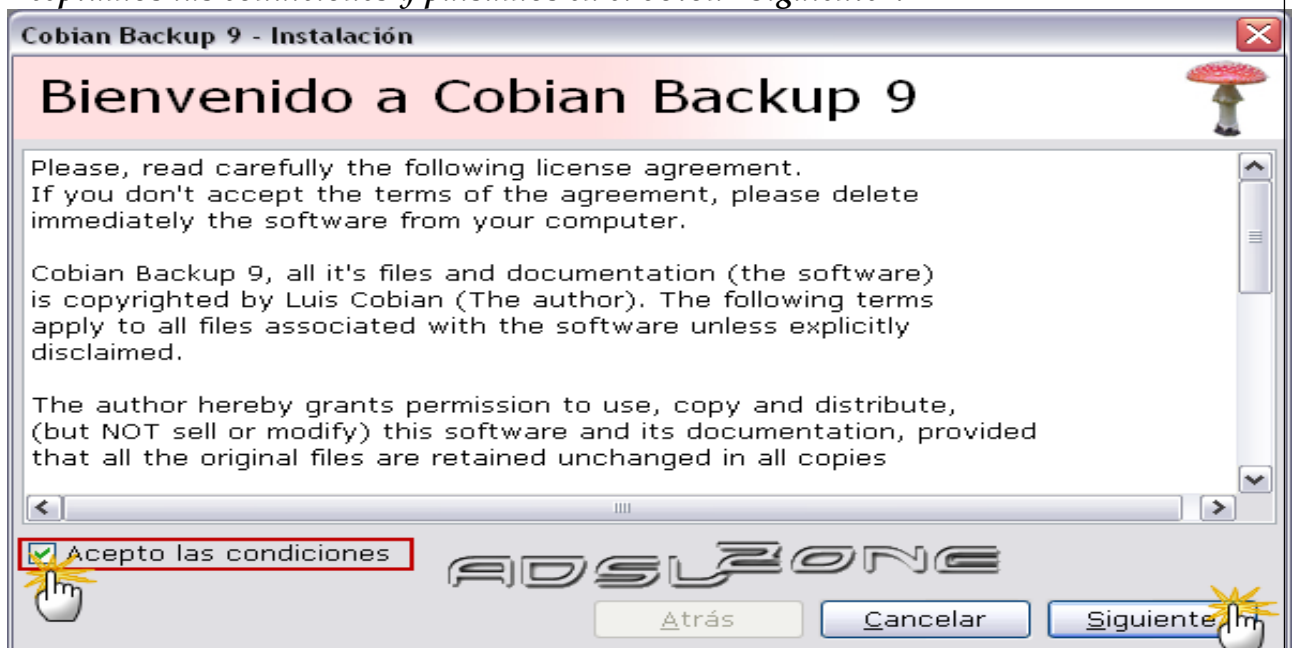 Cobian Backup 9 - Instalación
Bienvenido a Cobian Backup 9
Please, read carefully the following license agreement.
If you don't accept the terms of the agreement, please delete
immediately the software from your computer.
Cobian Backup 9, all it's files and documentation (the software)
is copyrighted by Luis Cobian (The author). The following terms
apply to all files associated with the software unless explicitly
disclaimed.
The author hereby grants permission to use, copy and distribute,
(but NOT sell or modify) this software and its documentation, provided
that all the original files are retained unchanged in all copies
Acepto las condiciones
ADSLZONE
Atrás
Cancelar
Siguiente